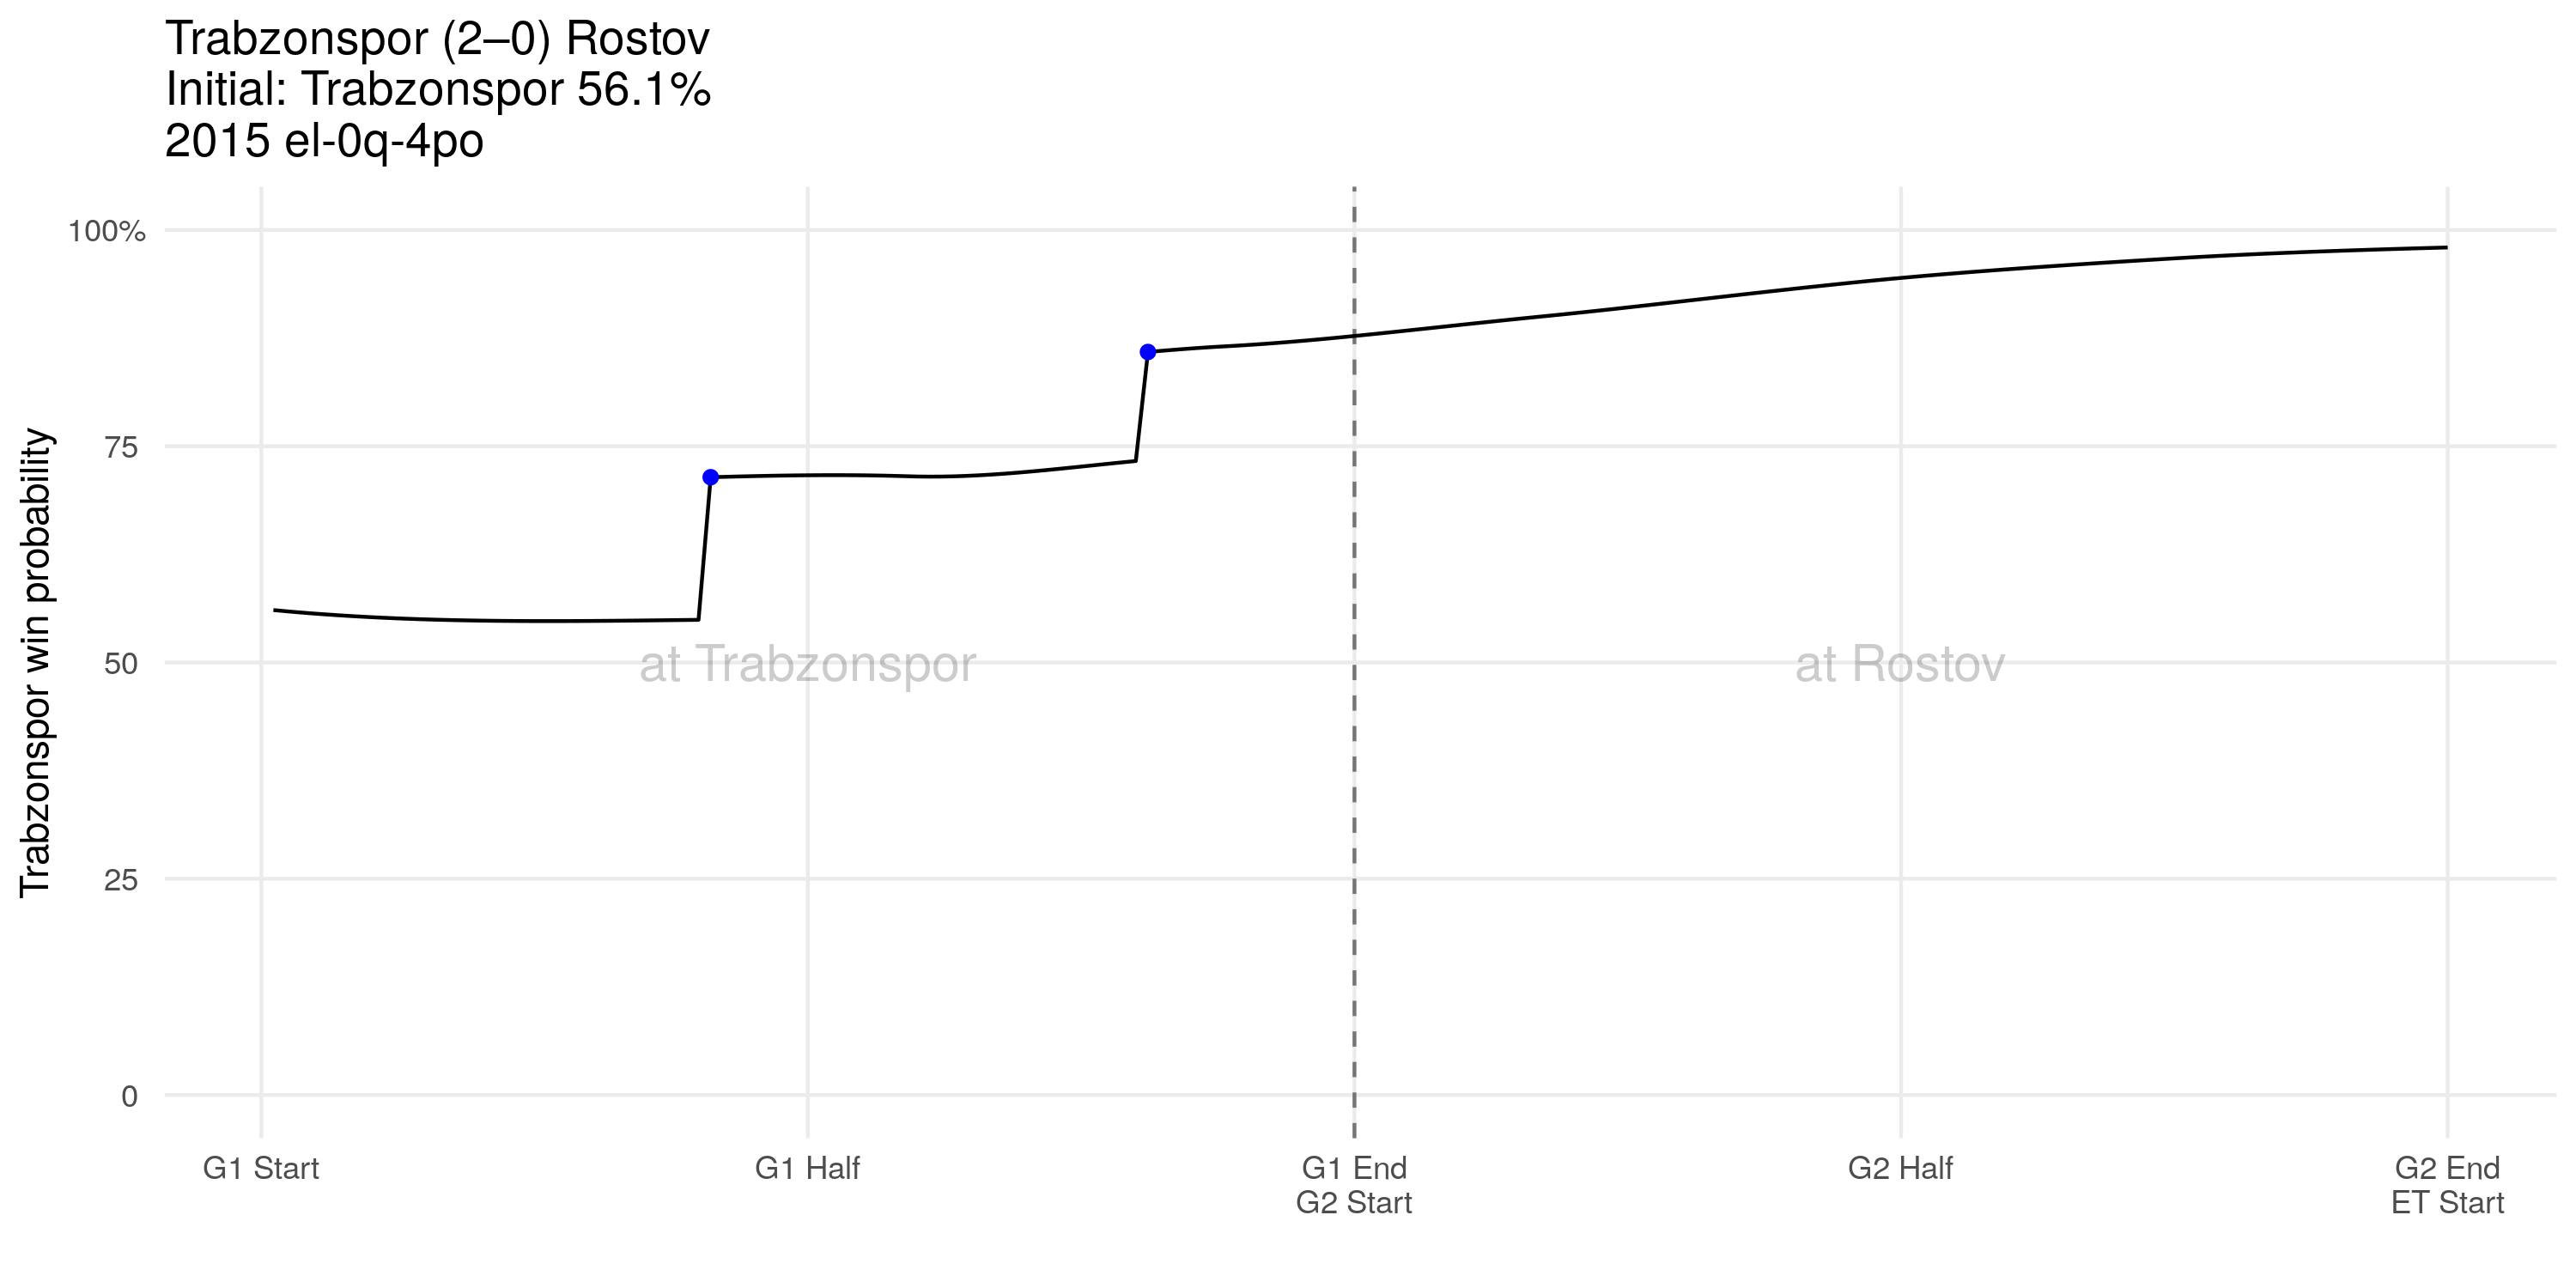 Trabzonspor (2–0) Rostov
Initial: Trabzonspor 56.1%
2015 el-0q-4po
Trabzonspor win probability
100%
75
50
25
0
at Trabzonspor
at Rostov
G1 Start
G1 Half
G1 End
G2 Start
G2 Half
G2 End
ET Start